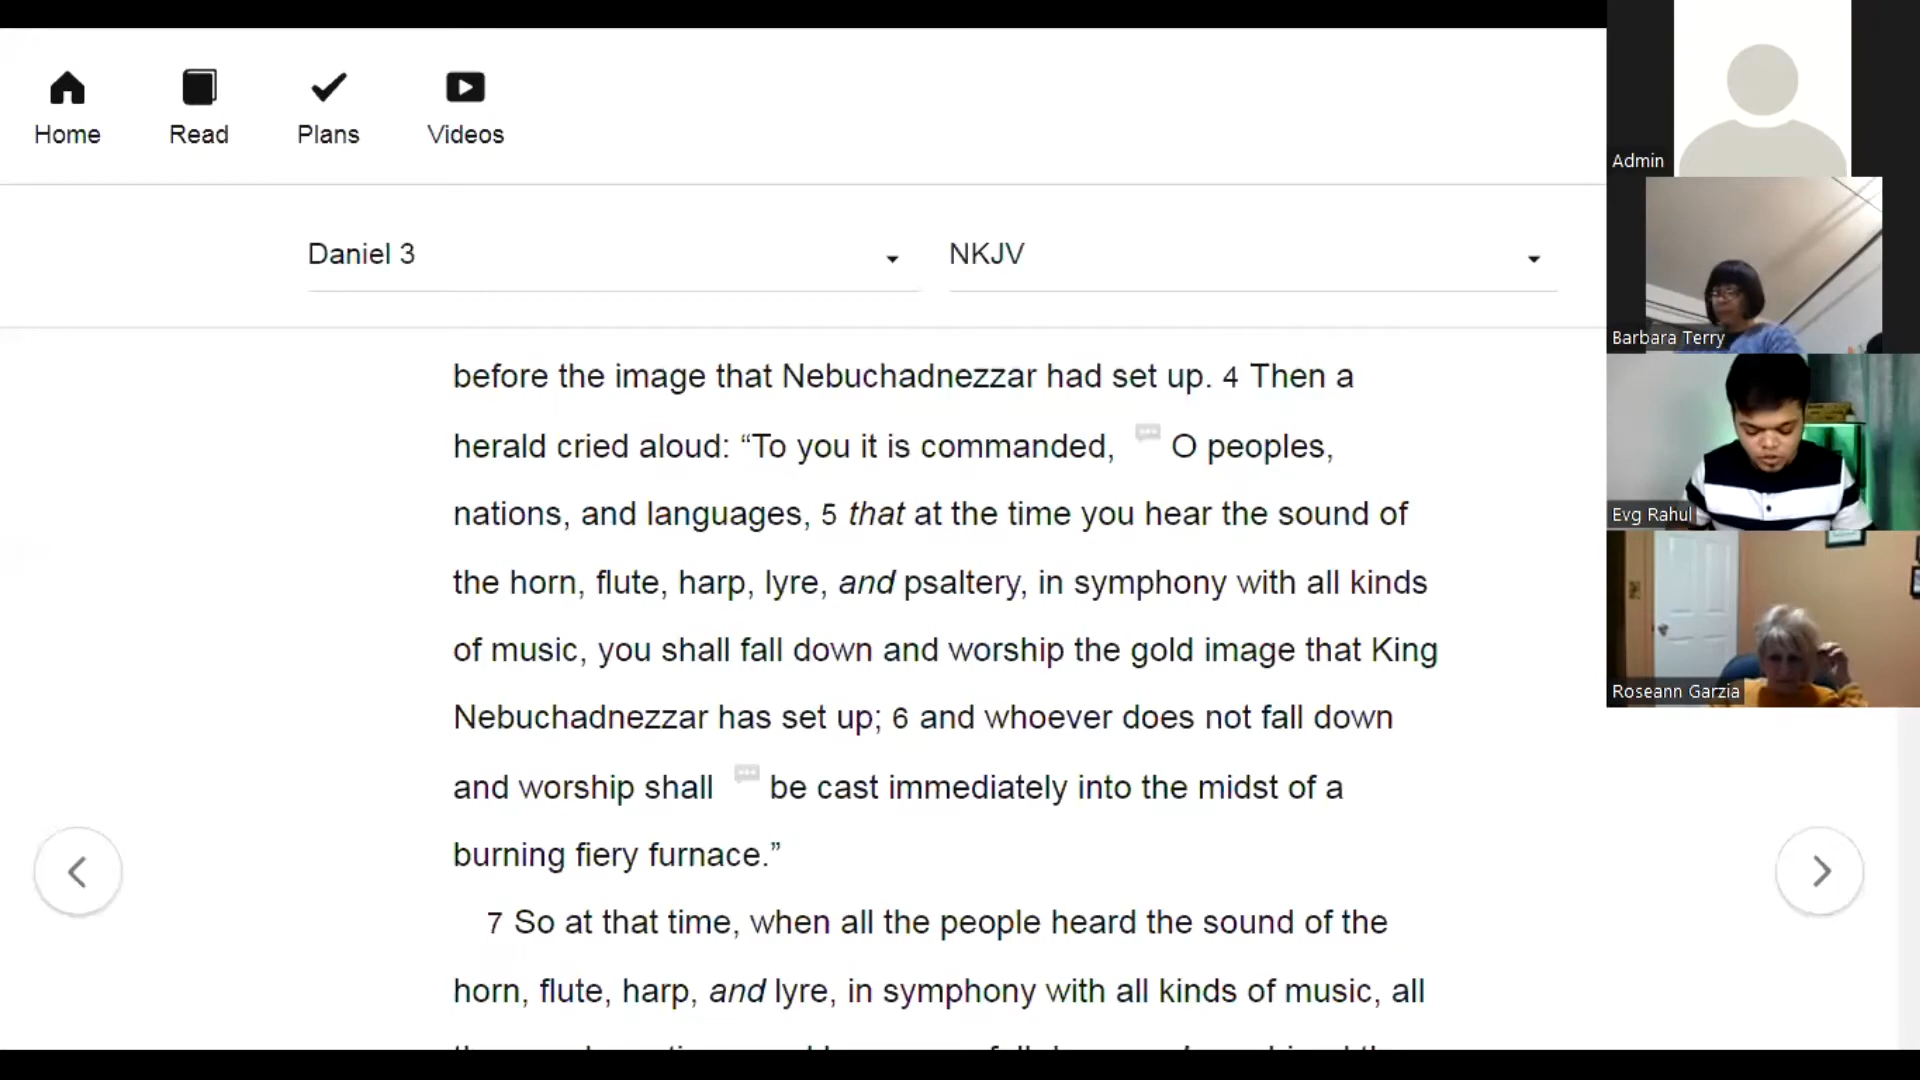 Home Read Plans Videos
Daniel 3 NKJV
before the image that Nebuchadnezzar had set up. 4 Then a
herald cried aloud: “To you it is commanded, O peoples,
nations, and languages, 5 that at the time you hear the sound of
the horn, flute, harp, lyre, and psaltery, in symphony with all kinds
of music, you shall fall down and worship the gold image that King
Nebuchadnezzar has set up; 6 and whoever does not fall down
and worship shall be cast immediately into the midst of a
burning fiery furnace.”
7 So at that time, when all the people heard the sound of the
horn, flute, harp, and lyre, in symphony with all kinds of music, all
Admin
Barbara Terry
Evg Rahul
Roseann Garzia